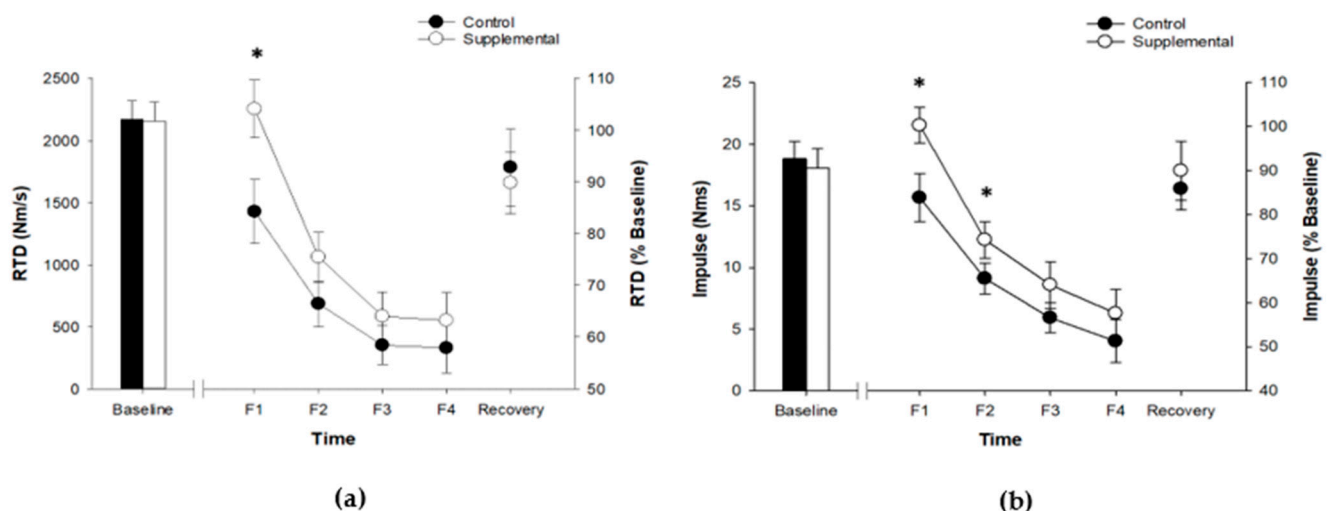 Control
Supplemental
*
2500
2000
1500
1000
500
0
RTD (Nm/s)
110
100
90
80
70
60
50
RTD (% Baseline)
Baseline
F1
F2
F3
F4
Recovery
Time
(a)
Control
Supplemental
*
*
25
20
15
10
5
0
Impulse (Nms)
110
100
90
80
70
60
50
40
Impulse (% Baseline)
Baseline
F1
F2
F3
F4
Recovery
Time
(b)